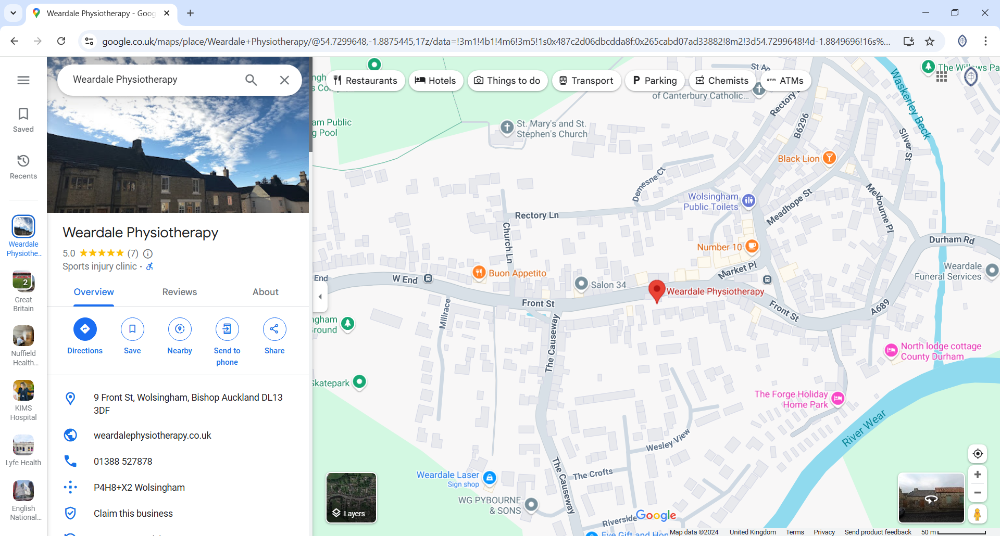 Weardale Physiotherapy - Goog
google.co.uk/maps/place/Weardale+Physiotherapy/@54.7299648,-1.8875445,17z/data=!3m1!4b1!4m6!3m5!1s0x487c2d06dbcdda8f:0x265cabd07ad33882!8m2!3d54.7299648!4d-1.8849696!16s%...
Weardale Physiotherapy
Saved
Recents
Weardale
Physiothe..
2
Great
Britain
Nuffield
Health...
KIMS
Hospital
Lyfe Health
English
National...
Weardale Physiotherapy
5.0 (7)
Sports injury clinic ·
Overview
Reviews
About
Directions
Save
Nearby
Send to
phone
Share
9 Front St, Wolsingham, Bishop Auckland DL13
3DF
weardalephysiotherapy.co.uk
01388 527878
P4H8+X2 Wolsingham
Claim this business
Restaurants
Hotels
Things to do
Transport
P Parking
Chemists
ATM ATMs
The Willows Pa
of Canterbury Catholic...
Rectory
B6296
Waskerley Beck
Silver St
am Public
g Pool
St. Mary's and St.
Stephen's Church
Black Lion
Demesne Ct
Wolsingham
Public Toilets
Meadhope St
Melbourne Pl
Rectory Ln
Church Ln
Durham Rd
Number 10
Market Pl
Weardale
Funeral Services
End
W End
Buon Appetito
Salon 34
Weardale Physiotherapy
Front St
Front St
A689
Millrace
ngham
round
The Causeway
North lodge cottage
County Durham
Skatepark
The Forge Holiday
Home Park
River Wear
Wesley View
The Crofts
The Causeway
Weardale Laser
Sign shop
WG PYBOURNE
& SONS
Riverside
Google
Layers
Map data ©2024
United Kingdom
Terms
Privacy
Send product feedback
50 m